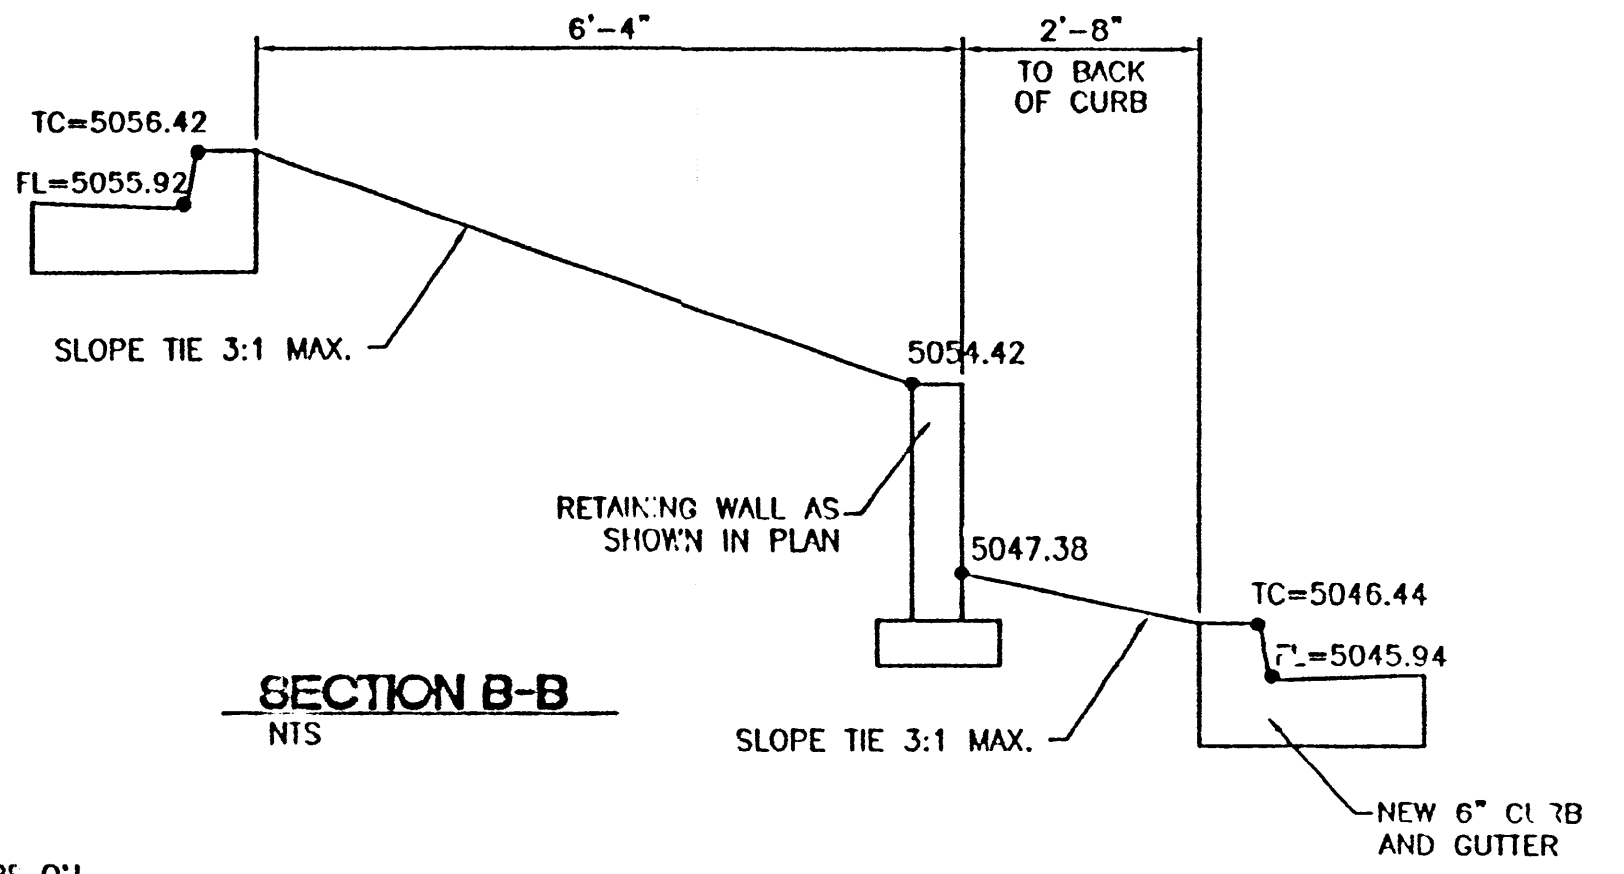 6'-4"
2'-8"
TO BACK
OF CURB
TC=5056.42
FL=5055.92
SLOPE TIE 3:1 MAX.
5054.42
RETAINING WALL AS
SHOWN IN PLAN
5047.38
TC=5046.44
FL=5045.94
SECTION B-B
NTS
SLOPE TIE 3:1 MAX.
NEW 6" CURB
AND GUTTER